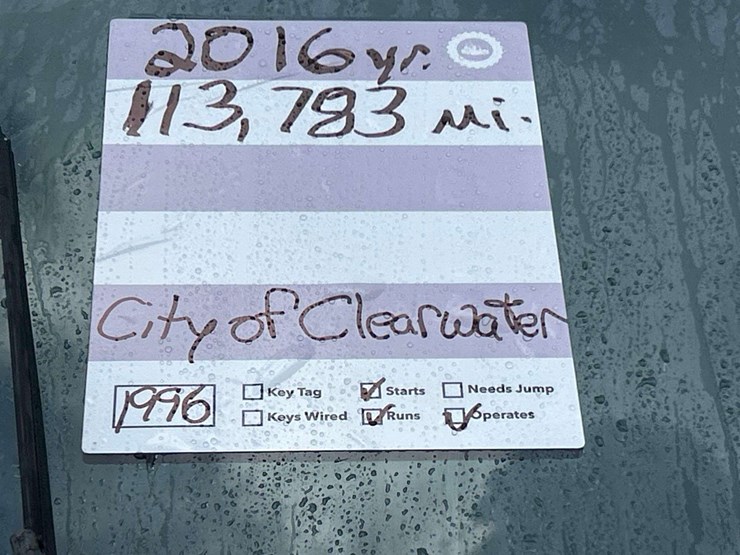 2016 yr.
113,783 mi.
City of Clearwater
1996
Key Tag Starts Needs Jump
Keys Wired Runs Operates